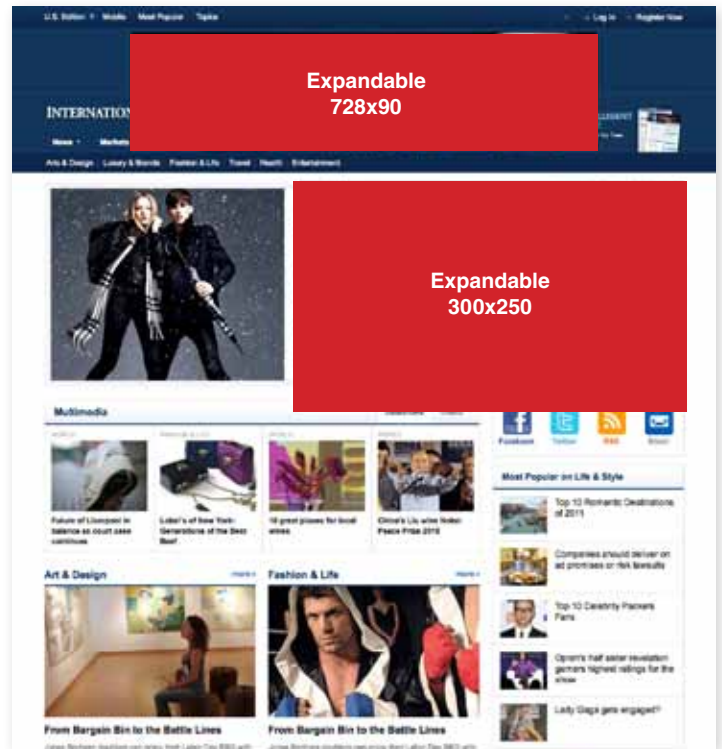 U.S. Edition Mobile Most Popular Topics
Log In Register Now
Expandable
728x90
INTERNATIO
News Markets
Arts & Design Luxury & Brands Fashion & Life Travel Health Entertainment
Expandable
300x250
Multimedia
Facebook Twitter RSS Email
Future of Liverpool in
balance as court case
continues
Lobel's of New York:
Generations of the Best
Beef
10 great places for local
wines
China's Liu wins Nobel
Peace Prize 2010
Most Popular on Life & Style
Top 10 Romantic Destinations
of 2011
Companies should deliver on
ad promises or risk lawsuits
Top 10 Celebrity Packers
Fans
Oprah's half sister revelation
garners highest ratings for the
show
Lady Gaga gets engaged?
Art & Design more
Fashion & Life more
From Bargain Bin to the Battle Lines
From Bargain Bin to the Battle Lines